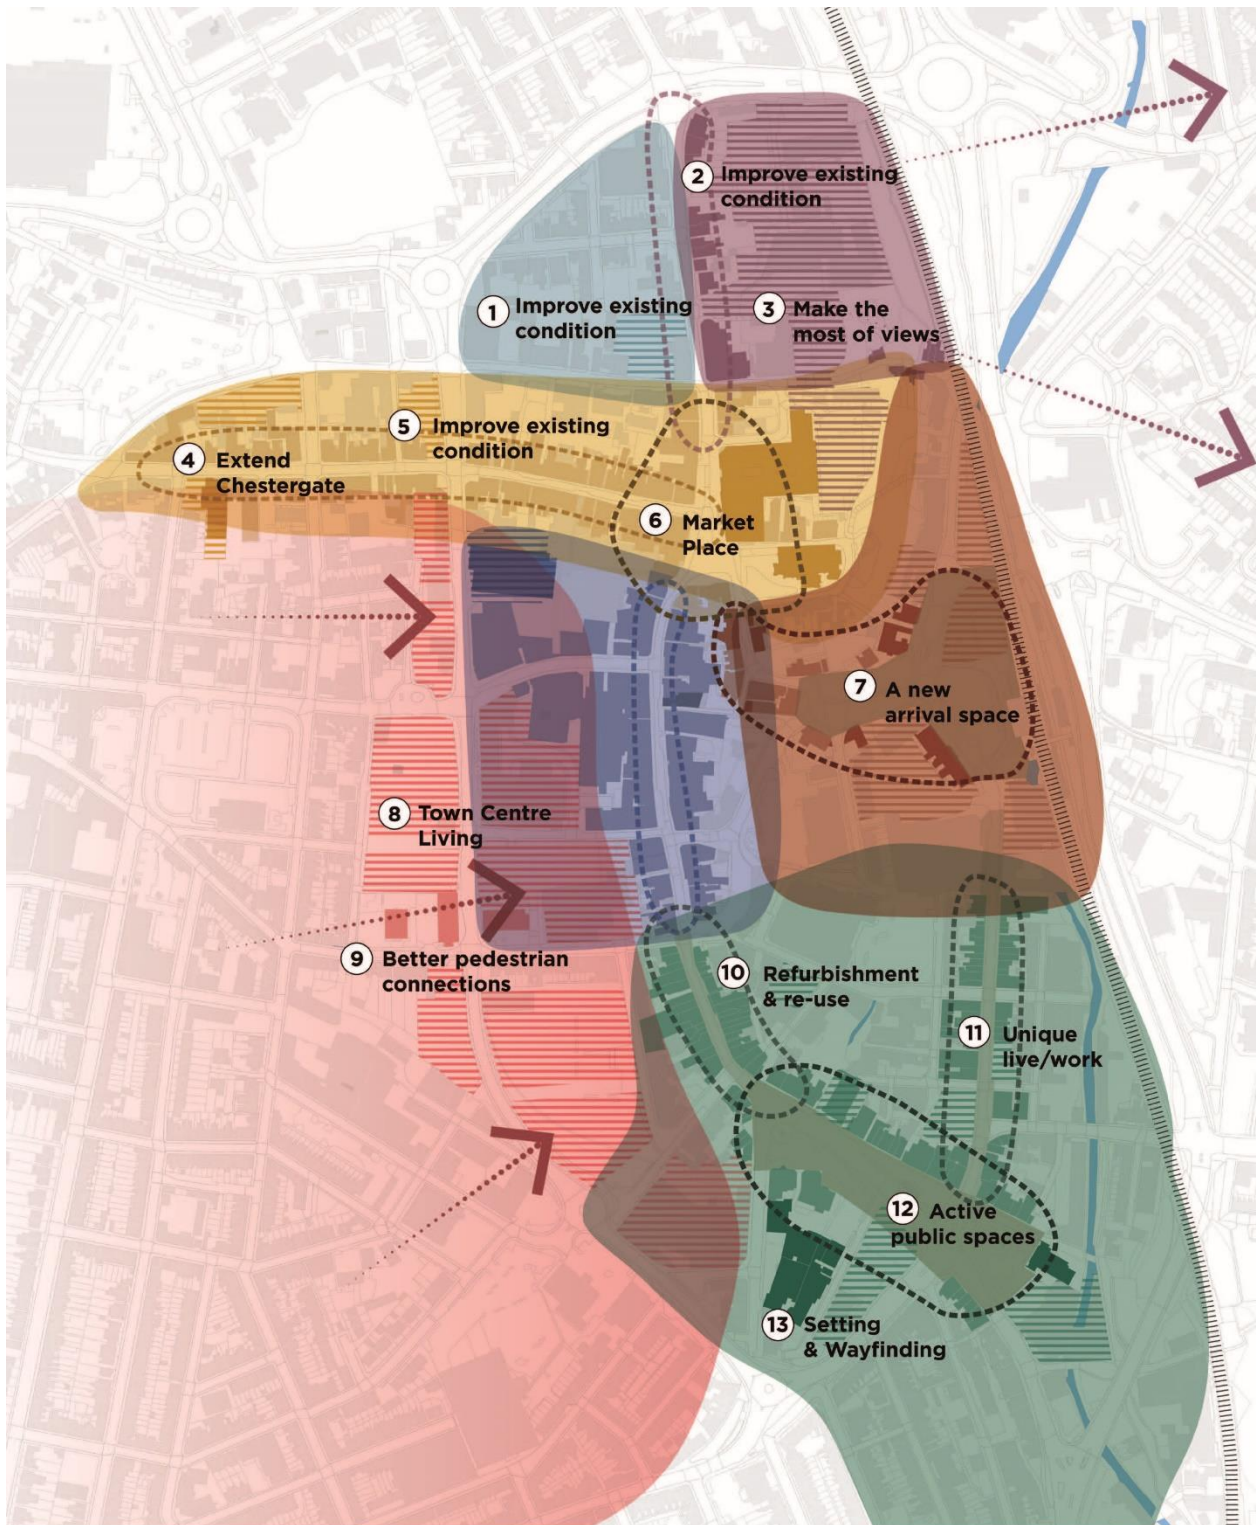 2 Improve existing
condition
1 Improve existing
condition
3 Make the
most of views
5 Improve existing
condition
4 Extend
Chestergate
6 Market
Place
7 A new
arrival space
8 Town Centre
Living
9 Better pedestrian
connections
10 Refurbishment
& re-use
11 Unique
live/work
12 Active
public spaces
13 Setting
& Wayfinding